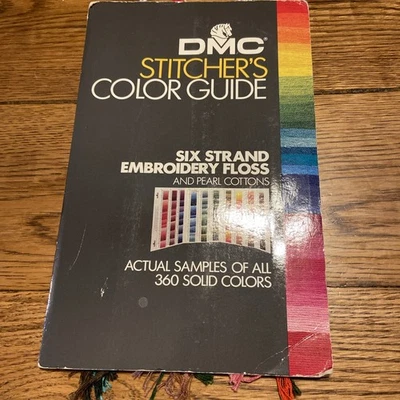 DMC®
STITCHER'S
COLOR GUIDE
SIX STRAND
EMBROIDERY FLOSS
AND PEARL COTTONS
ACTUAL SAMPLES OF ALL
360 SOLID COLORS